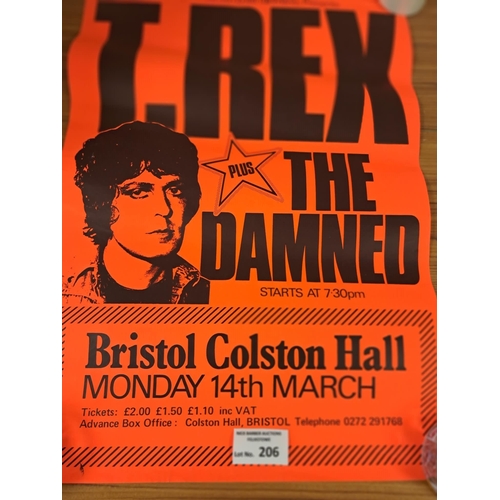 T.REX
PLUS
THE
DAMNED
STARTS AT 7·30pm
Bristol Colston Hall
MONDAY 14th MARCH
Tickets: £2.00 £1.50 £1.10 inc VAT
Advance Box Office : Colston Hall, BRISTOL Telephone 0272 291768
Lot No. 206